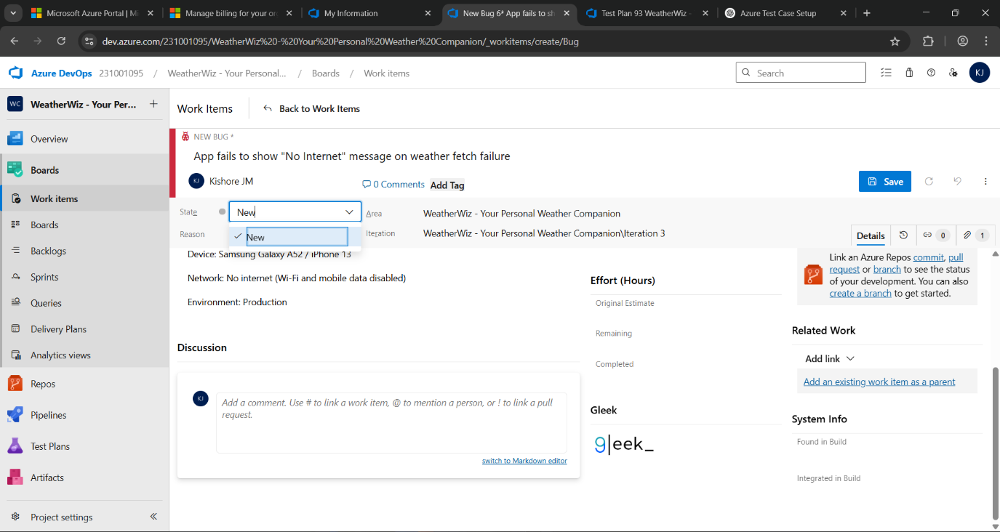 Microsoft Azure Portal | Mi
Manage billing for your or
My Information
New Bug 6* App fails to sh
Test Plan 93 WeatherWiz -
Azure Test Case Setup
dev.azure.com/231001095/WeatherWiz%20-%20Your%20Personal%20Weather%20Companion/_workitems/create/Bug
Azure DevOps 231001095 / WeatherWiz - Your Personal... / Boards / Work items
Search
KJ
WC WeatherWiz - Your Per...
Overview
Boards
Work items
Boards
Backlogs
Sprints
Queries
Delivery Plans
Analytics views
Repos
Pipelines
Test Plans
Artifacts
Project settings
Work Items
Back to Work Items
NEW BUG *
App fails to show "No Internet" message on weather fetch failure
KJ Kishore JM
0 Comments
Add Tag
Save
State New
New
Reason
Area WeatherWiz - Your Personal Weather Companion
Iteration WeatherWiz - Your Personal Weather Companion\Iteration 3
Details
0
1
Device: Samsung Galaxy A52 / iPhone 13
Network: No internet (Wi-Fi and mobile data disabled)
Environment: Production
Discussion
KJ
Add a comment. Use # to link a work item, @ to mention a person, or ! to link a pull
request.
switch to Markdown editor
Effort (Hours)
Original Estimate
Remaining
Completed
Gleek
gleek_
Link an Azure Repos commit, pull
request or branch to see the status
of your development. You can also
create a branch to get started.
Related Work
Add link
Add an existing work item as a parent
System Info
Found in Build
Integrated in Build